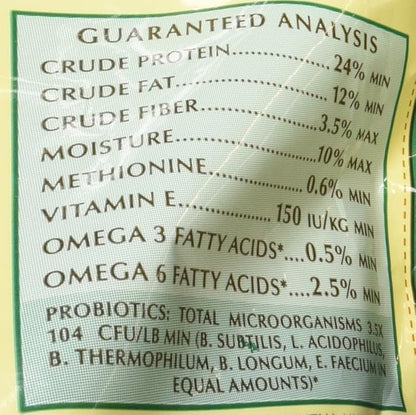 GUARANTEED ANALYSIS
CRUDE PROTEIN..............24% MIN
CRUDE FAT........................12% MIN
CRUDE FIBER...................3.5% MAX
MOISTURE.......................10% MAX
METHIONINE..................0.6% MIN
VITAMIN E.................150 IU/KG MIN
OMEGA 3 FATTY ACIDS*....0.5% MIN
OMEGA 6 FATTY ACIDS*....2.5% MIN
PROBIOTICS: TOTAL MICROORGANISMS 3.5X
104 CFU/LB MIN (B. SUBTILIS, L. ACIDOPHILUS,
B. THERMOPHILUM, B. LONGUM, E. FAECIUM IN
EQUAL AMOUNTS)*